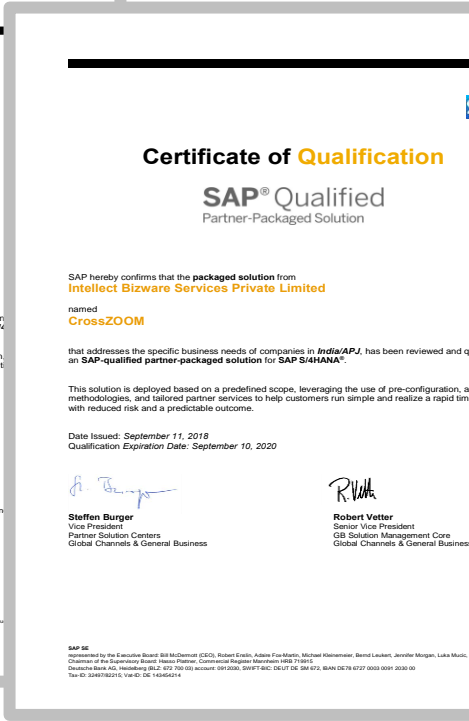 Certificate of Qualification
SAP® Qualified
Partner-Packaged Solution
SAP hereby confirms that the packaged solution from
Intellect Bizware Services Private Limited
named
CrossZOOM
that addresses the specific business needs of companies in India/APJ, has been reviewed and q
an SAP-qualified partner-packaged solution for SAP S/4HANA®.
This solution is deployed based on a predefined scope, leveraging the use of pre-configuration, a
methodologies, and tailored partner services to help customers run simple and realize a rapid tim
with reduced risk and a predictable outcome.
Date Issued: September 11, 2018
Qualification Expiration Date: September 10, 2020
R. Vetter
Steffen Burger
Vice President
Partner Solution Centers
Global Channels & General Business
Robert Vetter
Senior Vice President
GB Solution Management Core
Global Channels & General Business
SAP SE
represented by the Executive Board: Bill McDermott (CEO), Robert Enslin, Adaire Fox-Martin, Michael Kleinemeier, Bernd Leukert, Jennifer Morgan, Luka Mucic,
Chairman of the Supervisory Board: Hasso Plattner, Commercial Register Mannheim HRB 719915
Deutsche Bank AG, Heidelberg (BLZ: 672 700 03) account: 0912030, SWIFT-BIC: DEUT DE SM 672, IBAN DE78 6727 0003 0091 2030 00
Tax-ID: 32497/82215; Vat-ID: DE 143454214